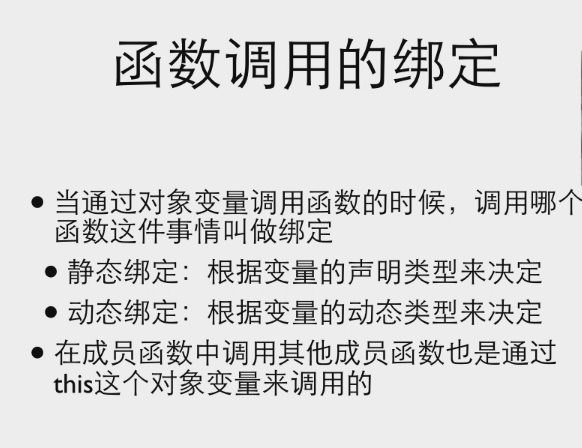 函数调用的绑定
• 当通过对象变量调用函数的时候，调用哪个
函数这件事情叫做绑定
• 静态绑定：根据变量的声明类型来决定
• 动态绑定：根据变量的动态类型来决定
• 在成员函数中调用其他成员函数也是通过
this这个对象变量来调用的